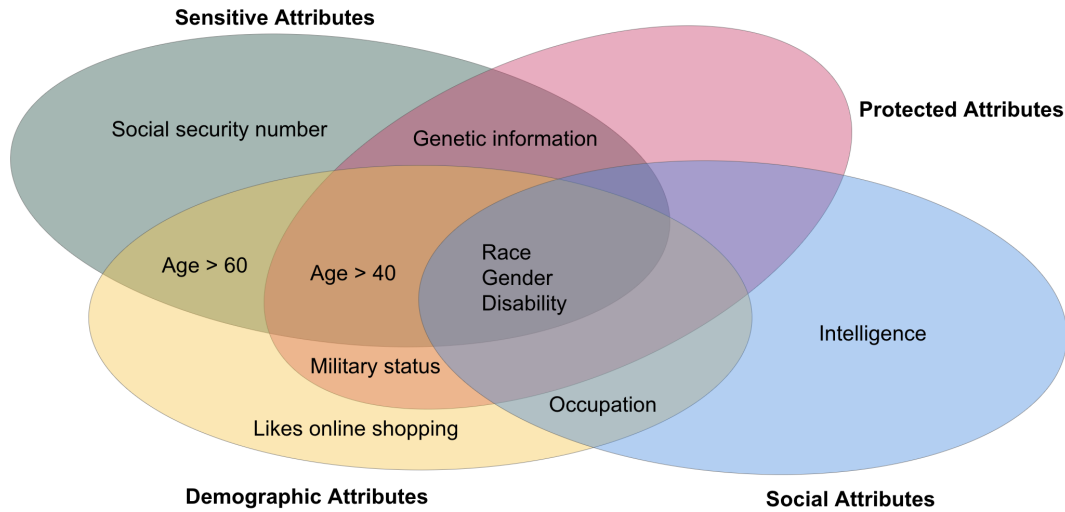 Sensitive Attributes
Protected Attributes
Social security number
Genetic information
Age > 60
Age > 40
Race
Gender
Disability
Intelligence
Military status
Occupation
Likes online shopping
Demographic Attributes
Social Attributes